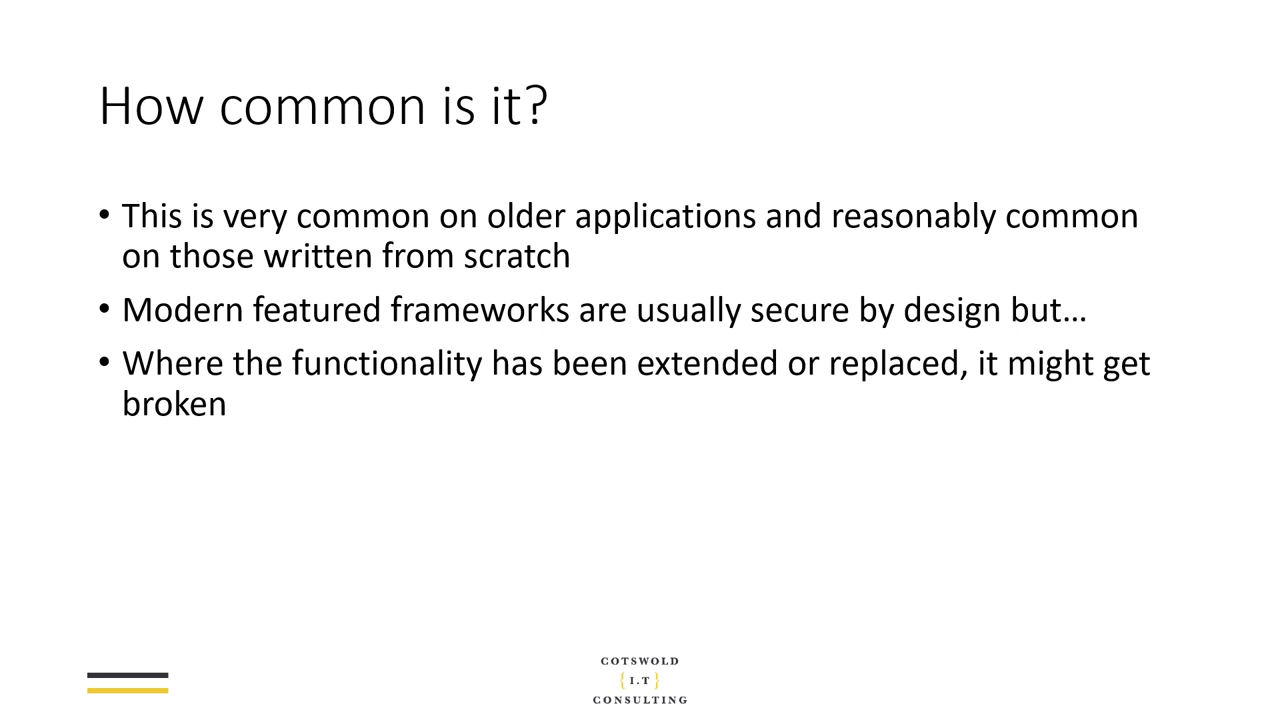 How common is it?
• This is very common on older applications and reasonably common
on those written from scratch
• Modern featured frameworks are usually secure by design but…
• Where the functionality has been extended or replaced, it might get
broken
COTSWOLD
{ I.T }
CONSULTING